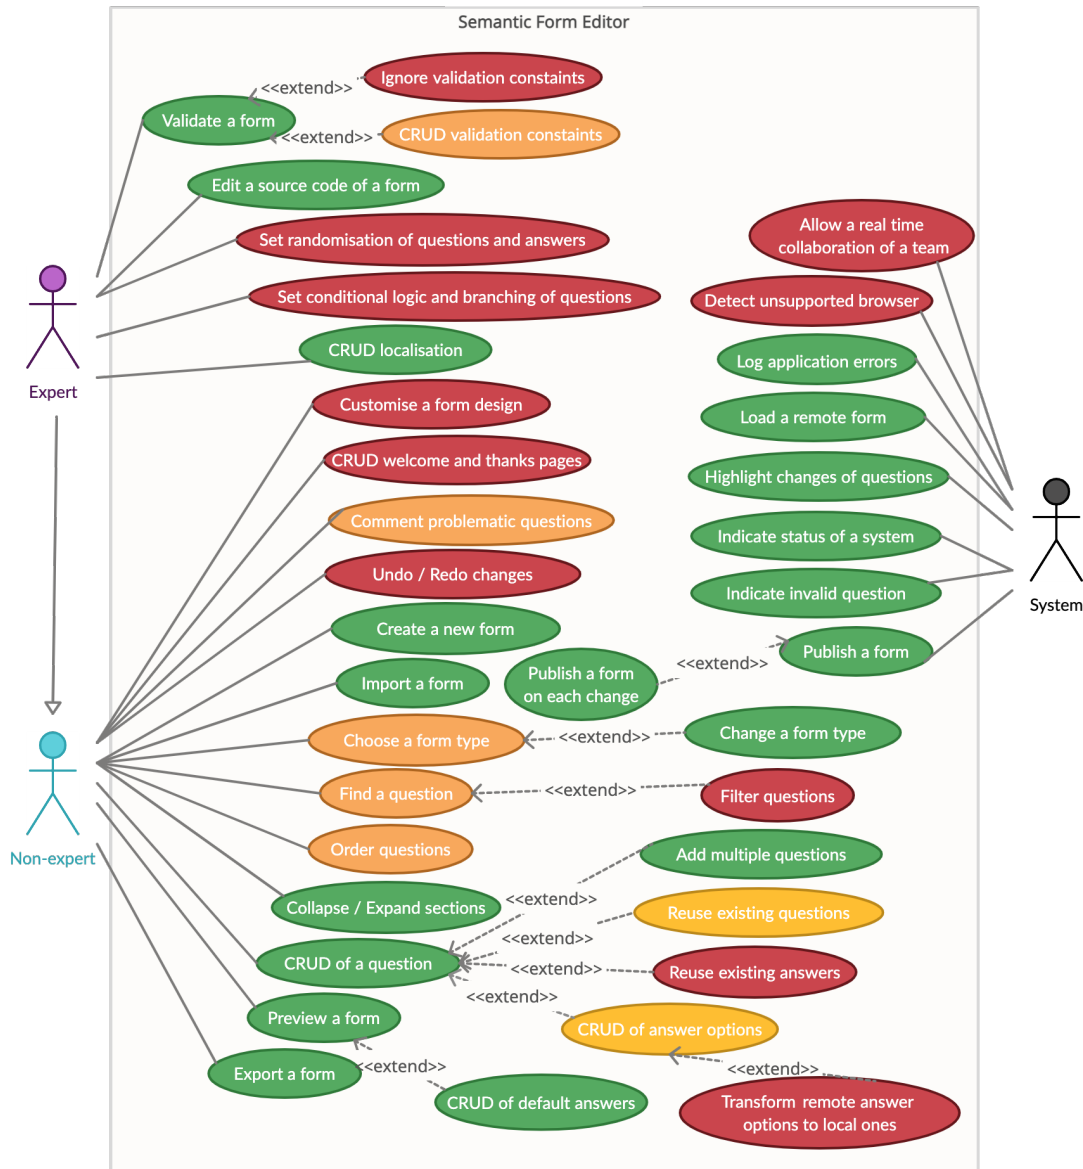 Semantic Form Editor
Ignore validation constaints
<<extend>>
Validate a form
CRUD validation constaints
<<extend>>
Edit a source code of a form
Set randomisation of questions and answers
Allow a real time
collaboration of a team
Set conditional logic and branching of questions
Detect unsupported browser
CRUD localisation
Log application errors
Expert
Customise a form design
Load a remote form
CRUD welcome and thanks pages
Highlight changes of questions
Comment problematic questions
Indicate status of a system
Undo / Redo changes
Indicate invalid question
System
Create a new form
Publish a form
<<extend>>
Import a form
Publish a form
on each change
Choose a form type
<<extend>>
Change a form type
Find a question
<<extend>>
Filter questions
Order questions
Add multiple questions
Non-expert
Collapse / Expand sections
<<extend>>
Reuse existing questions
<<extend>>
CRUD of a question
<<extend>>
Reuse existing answers
<<extend>>
Preview a form
CRUD of answer options
Export a form
<<extend>>
<<extend>>
CRUD of default answers
Transform remote answer
options to local ones